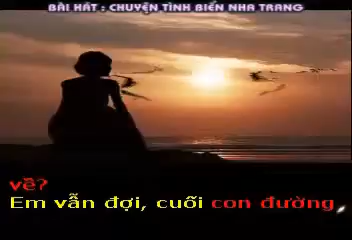 BÀI HÁT : CHUYỆN TÌNH BIỂN NHA TRANG
về?
Em vẫn đợi, cuối con đường